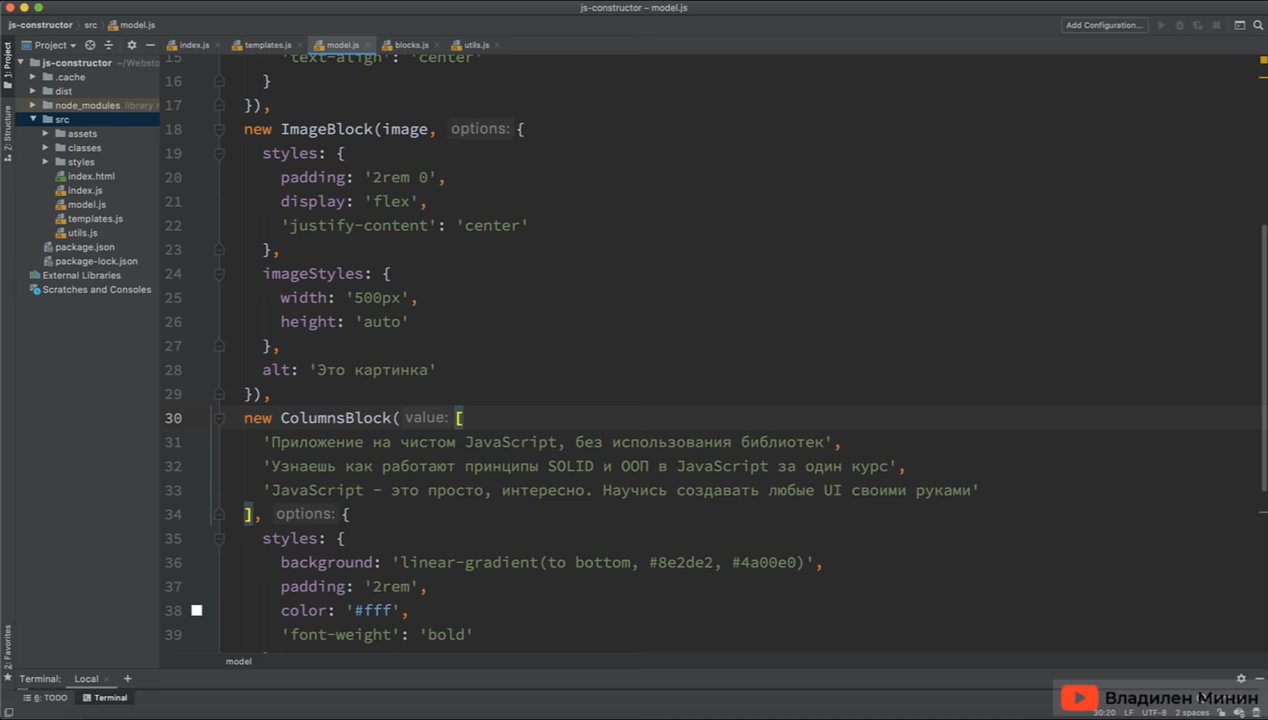 js-constructor – model.js
js-constructor src model.js
Add Configuration...
1: Project
Project
index.js
templates.js
model.js
blocks.js
utils.js
js-constructor ~/Websto
.cache
dist
node_modules library r
src
assets
classes
styles
index.html
index.js
model.js
templates.js
utils.js
package.json
package-lock.json
External Libraries
Scratches and Consoles
Z: Structure
2: Favorites
15 'text-align': 'center'
16 }
17 }),
18 new ImageBlock(image, options: {
19 styles: {
20 padding: '2rem 0',
21 display: 'flex',
22 'justify-content': 'center'
23 },
24 imageStyles: {
25 width: '500px',
26 height: 'auto'
27 },
28 alt: 'Это картинка'
29 }),
30 new ColumnsBlock( value: [
31 'Приложение на чистом JavaScript, без использования библиотек',
32 'Узнаешь как работают принципы SOLID и ООП в JavaScript за один курс',
33 'JavaScript - это просто, интересно. Научись создавать любые UI своими руками'
34 ], options: {
35 styles: {
36 background: 'linear-gradient(to bottom, #8e2de2, #4a00e0)',
37 padding: '2rem',
38 color: '#fff',
39 'font-weight': 'bold'
model
Terminal: Local +
6: TODO Terminal
Владилен Минин
30:20 LF UTF-8 2 spaces